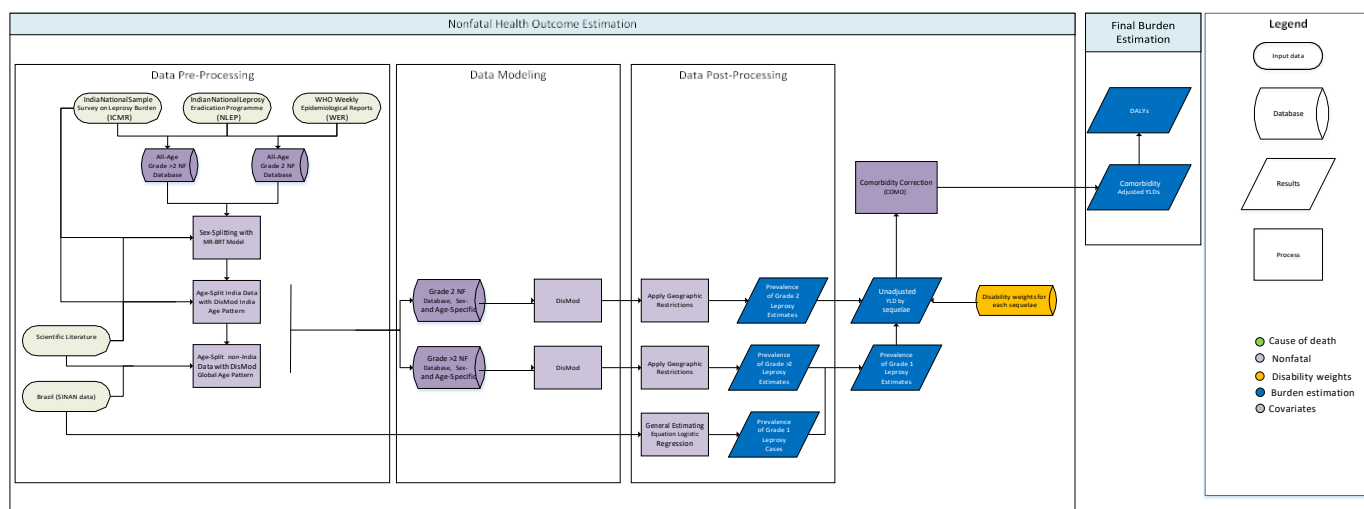 Nonfatal Health Outcome Estimation
Final Burden
Estimation
Legend
Data Pre-Processing
Data Modeling
Data Post-Processing
IndiaNationalSample
Survey on Leprosy Burden
(ICMR)
IndianNationalLeprosy
Eradication Programme
(NLEP)
WHO Weekly
Epidemiological Reports
(WER)
All-Age
Grade >2 NF
Database
All-Age
Grade 2 NF
Database
Sex-Splitting with
MR-BRT Model
Age-Split India Data
with DisMod India
Age Pattern
Scientific Literature
Age-Split non-India
Data with DisMod
Global Age Pattern
Brazil (SINAN data)
Grade 2 NF
Database, Sex-
and Age-Specific
DisMod
Grade >2 NF
Database, Sex-
and Age-Specific
DisMod
Apply Geographic
Restrictions
Prevalence
of Grade 2
Leprosy
Estimates
Apply Geographic
Restrictions
Prevalence
of Grade >2
Leprosy
Estimates
General Estimating
Equation Logistic
Regression
Prevalence
of Grade 1
Leprosy
Cases
Comorbidity Correction
(COMO)
Unadjusted
YLD by
sequelae
Prevalence
of Grade 1
Leprosy
Estimates
Disability weights for
each sequelae
DALYs
Comorbidity
Adjusted YLDs
Input data
Database
Results
Process
Cause of death
Nonfatal
Disability weights
Burden estimation
Covariates